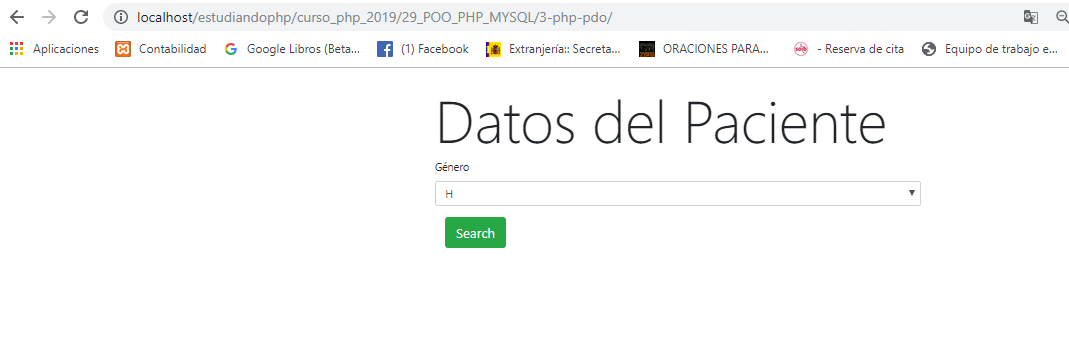 localhost/estudiandophp/curso_php_2019/29_POO_PHP_MYSQL/3-php-pdo/
Aplicaciones Contabilidad Google Libros (Beta... (1) Facebook Extranjería:: Secreta... ORACIONES PARA... - Reserva de cita Equipo de trabajo e...
Datos del Paciente
Género
H
Search